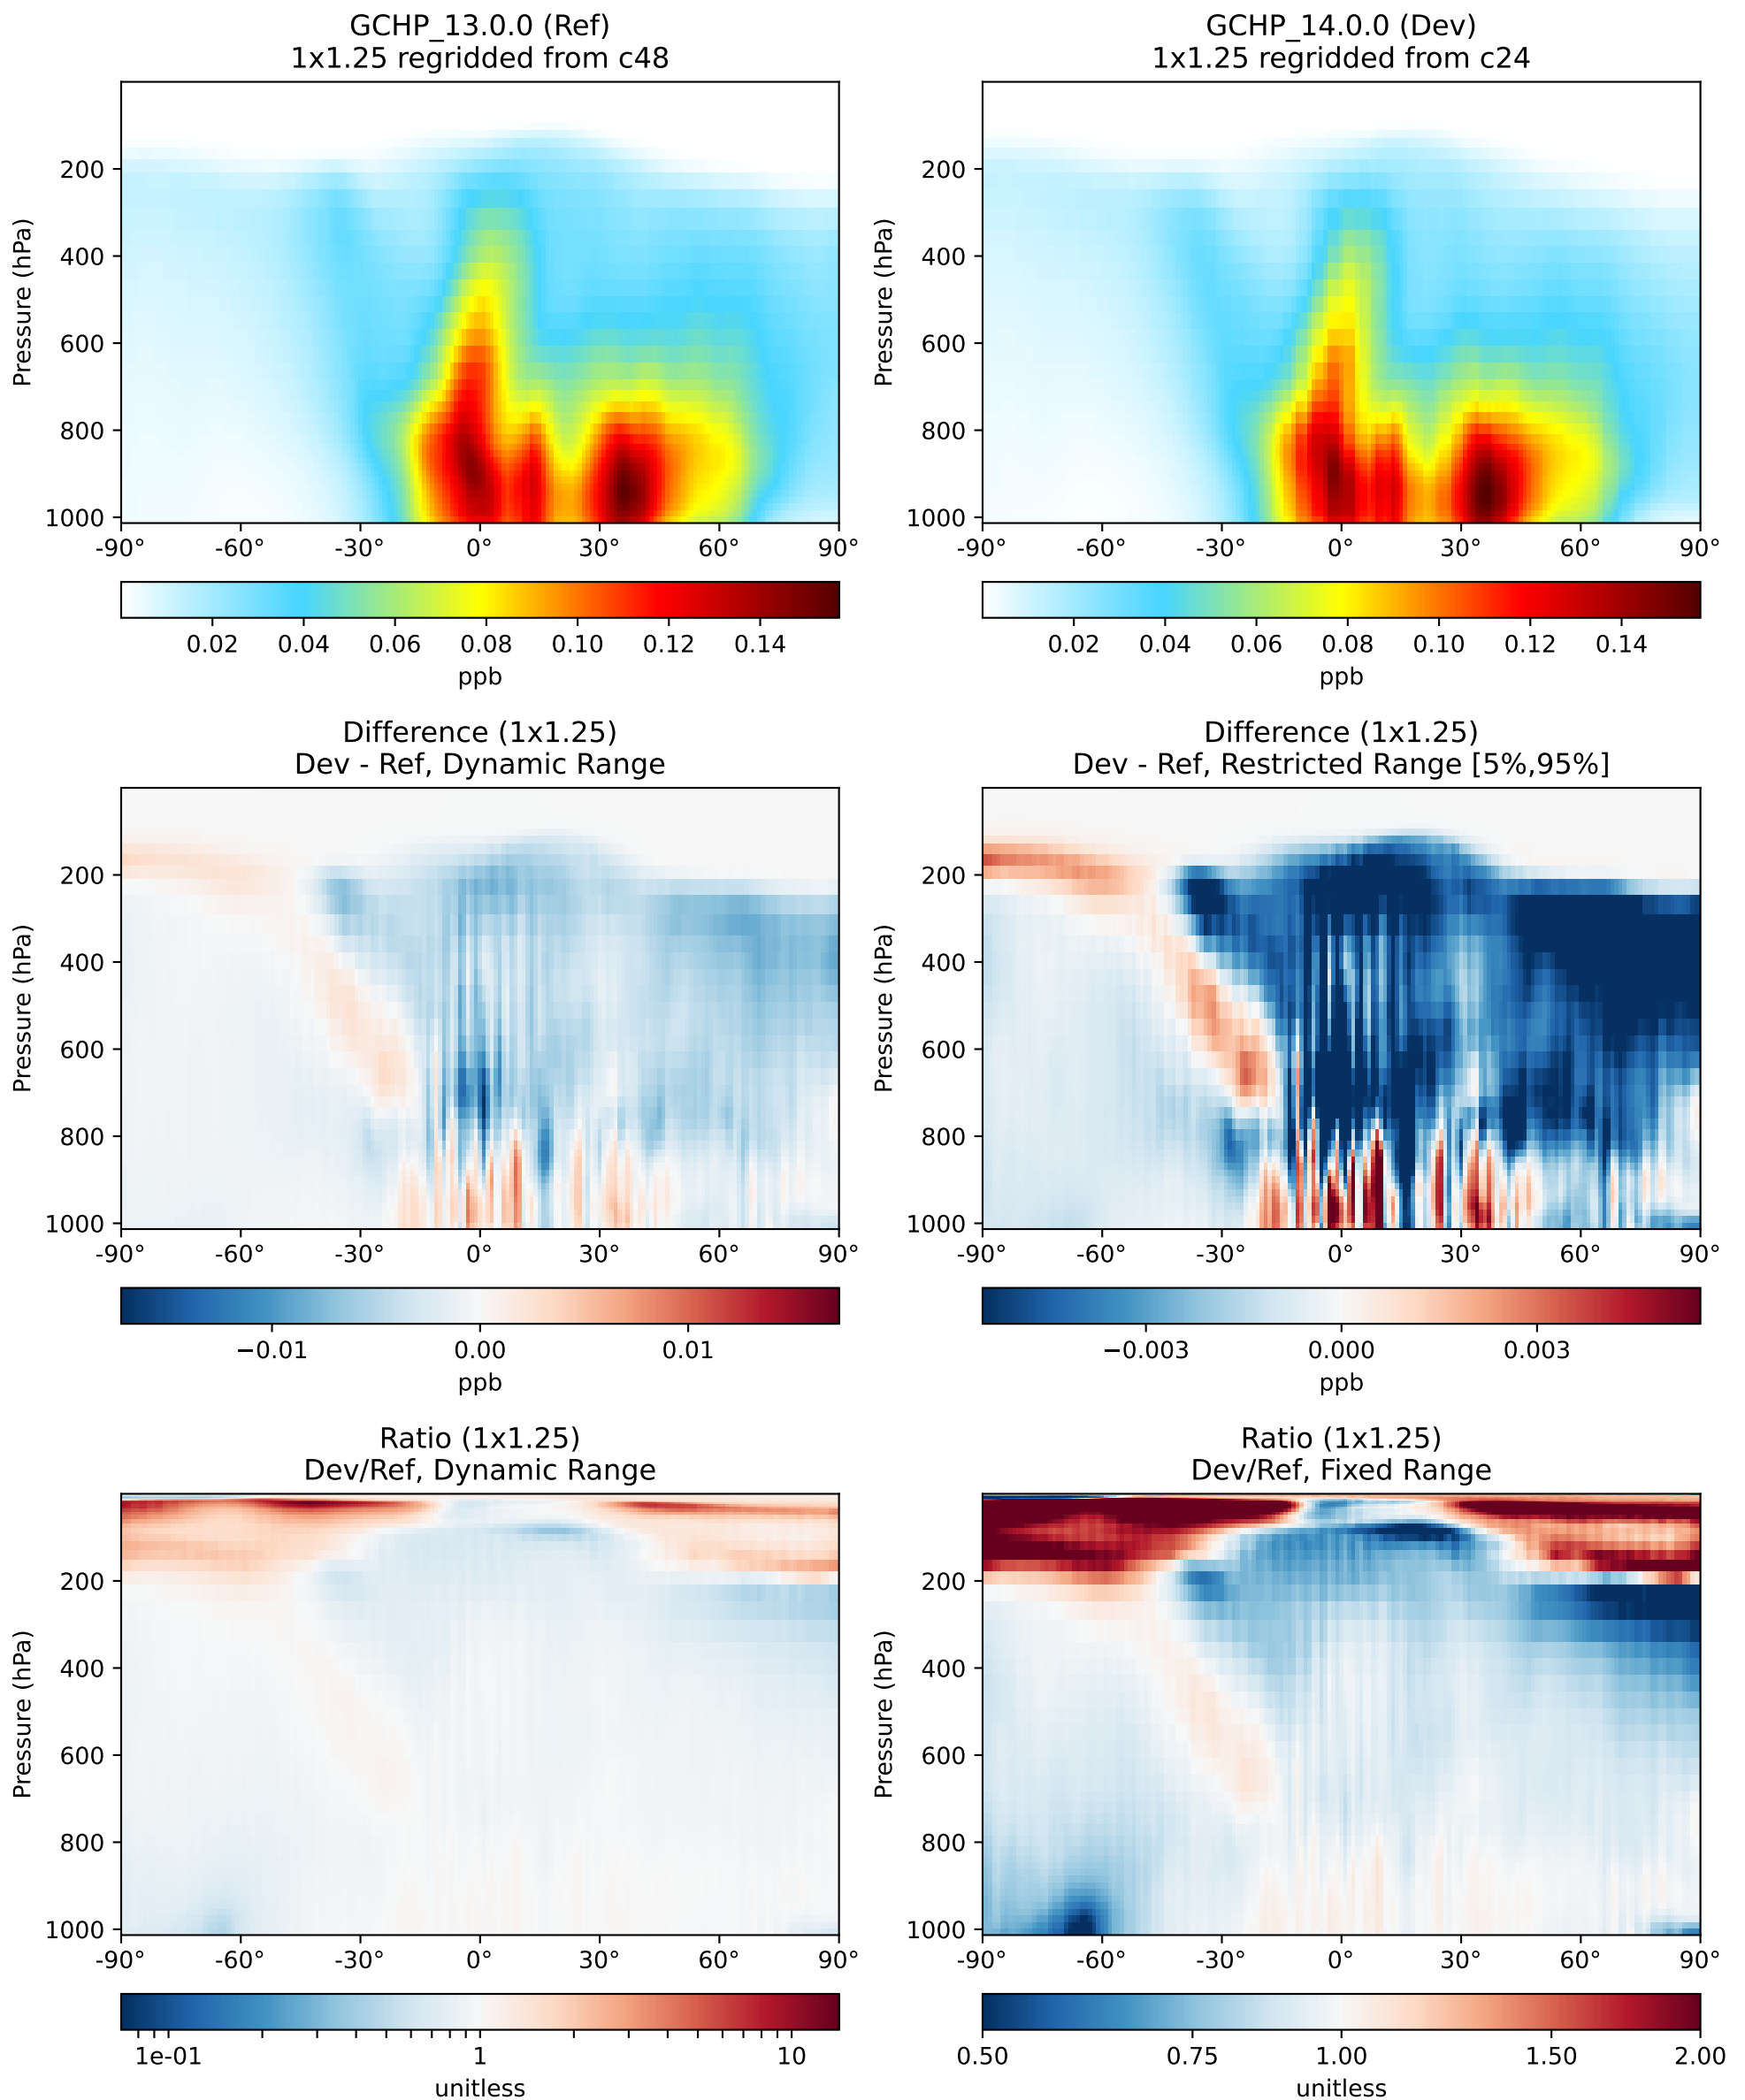 GCHP_13.0.0 (Ref)
1x1.25 regridded from c48
Pressure (hPa)
200
400
600
800
1000
-90° -60° -30° 0° 30° 60° 90°
0.02 0.04 0.06 0.08 0.10 0.12 0.14
ppb
GCHP_14.0.0 (Dev)
1x1.25 regridded from c24
Pressure (hPa)
200
400
600
800
1000
-90° -60° -30° 0° 30° 60° 90°
0.02 0.04 0.06 0.08 0.10 0.12 0.14
ppb
Difference (1x1.25)
Dev - Ref, Dynamic Range
Pressure (hPa)
200
400
600
800
1000
-90° -60° -30° 0° 30° 60° 90°
−0.01 0.00 0.01
ppb
Difference (1x1.25)
Dev - Ref, Restricted Range [5%,95%]
Pressure (hPa)
200
400
600
800
1000
-90° -60° -30° 0° 30° 60° 90°
−0.003 0.000 0.003
ppb
Ratio (1x1.25)
Dev/Ref, Dynamic Range
Pressure (hPa)
200
400
600
800
1000
-90° -60° -30° 0° 30° 60° 90°
1e-01 1 10
unitless
Ratio (1x1.25)
Dev/Ref, Fixed Range
Pressure (hPa)
200
400
600
800
1000
-90° -60° -30° 0° 30° 60° 90°
0.50 0.75 1.00 1.50 2.00
unitless